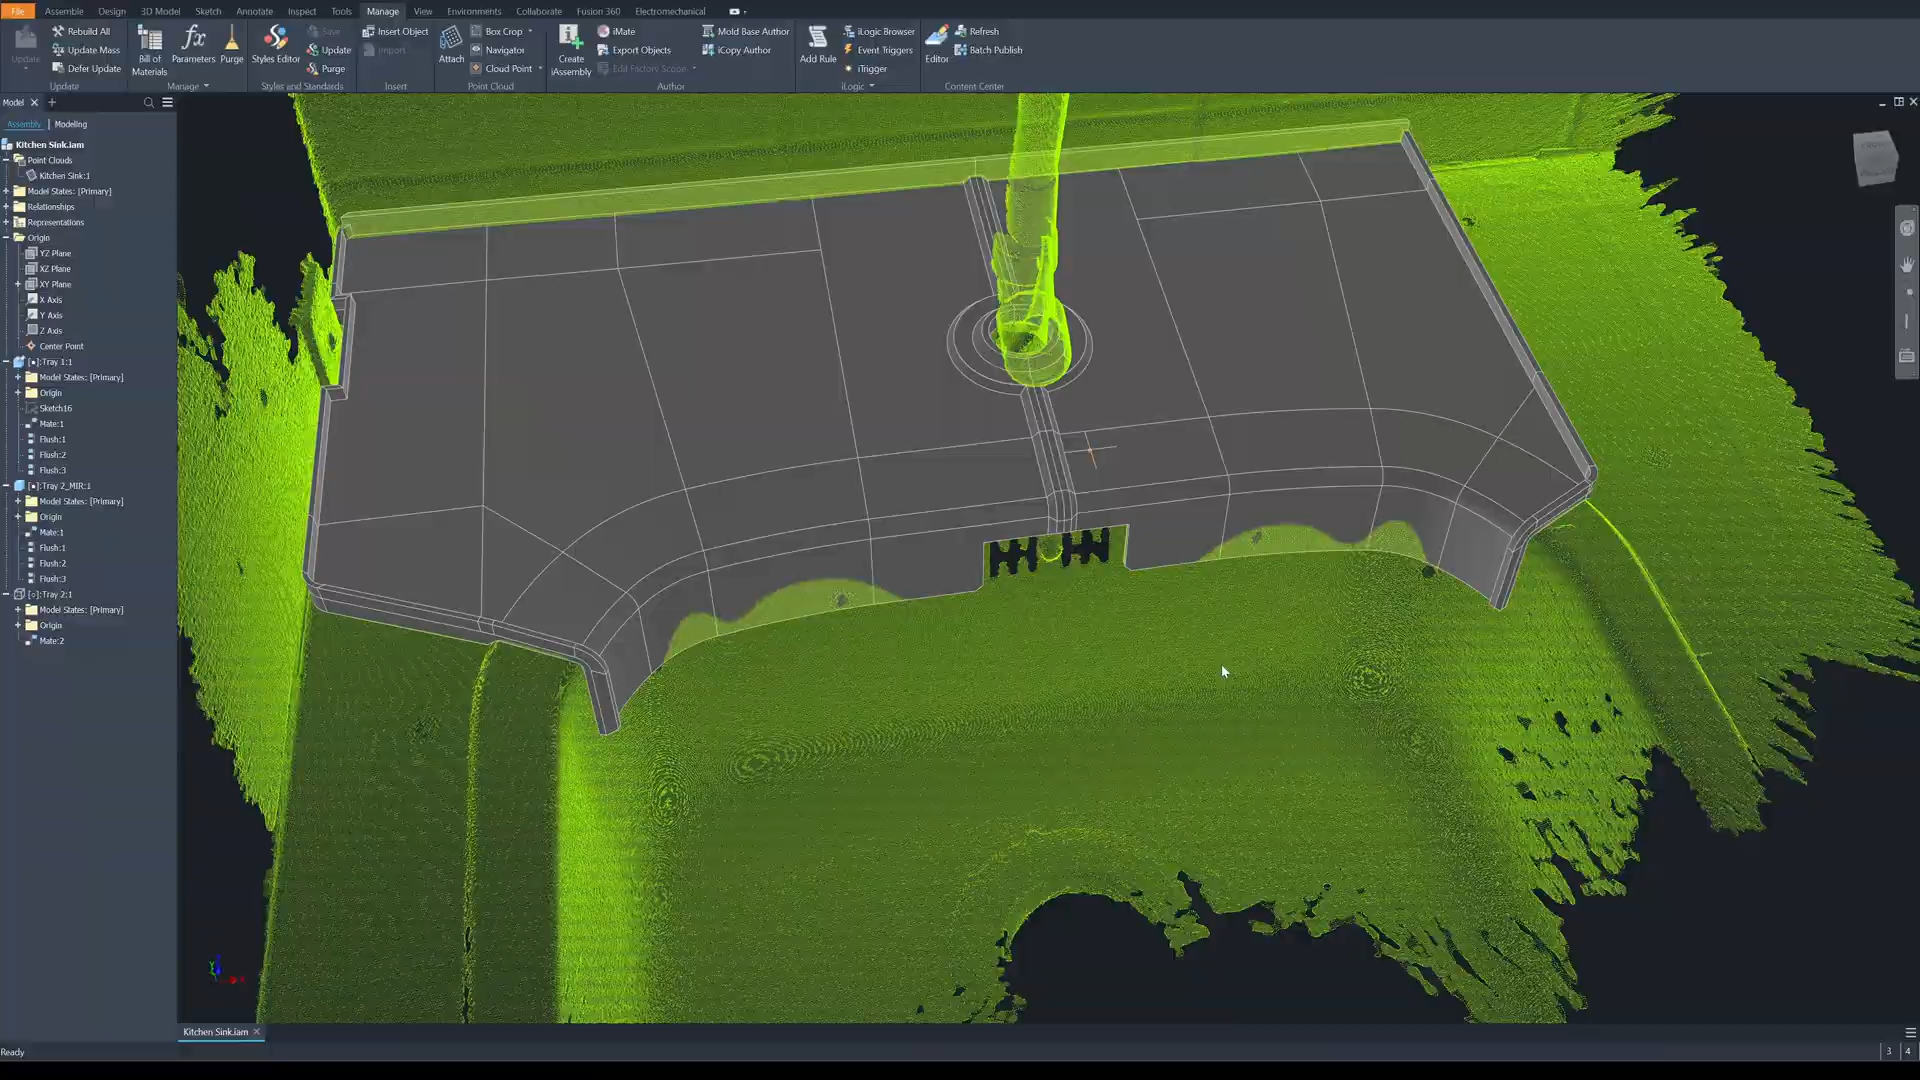 File Assembly Design 3D Model Sketch Annotate Inspect Tools Manage View Environments Collaborate Fusion 360 Electromechanical
Update
Rebuild All
Update Mass
Defer Update
Update
Bill of Materials
Parameters
Purge
Manage
Styles Editor
Save
Update
Purge
Styles and Standards
Insert Object
Import
Insert
Attach
Box Crop
Navigator
Cloud Point
Point Cloud
Create iAssembly
iMate
Export Objects
Edit Factory Scope
Mold Base Author
iCopy Author
Author
Add Rule
iLogic Browser
Event Triggers
iTrigger
iLogic
Editor
Refresh
Batch Publish
Content Center
Model
Assembly | Modeling
Kitchen Sink.iam
Point Clouds
Kitchen Sink:1
Model States: [Primary]
Relationships
Representations
Origin
YZ Plane
XZ Plane
XY Plane
X Axis
Y Axis
Z Axis
Center Point
Tray 1:1
Model States: [Primary]
Origin
Sketch16
Mate:1
Flush:1
Flush:2
Flush:3
Tray 2_MIR:1
Model States: [Primary]
Origin
Mate:1
Flush:1
Flush:2
Flush:3
Tray 2:1
Model States: [Primary]
Origin
Mate:2
Kitchen Sink.iam
Ready
3 4